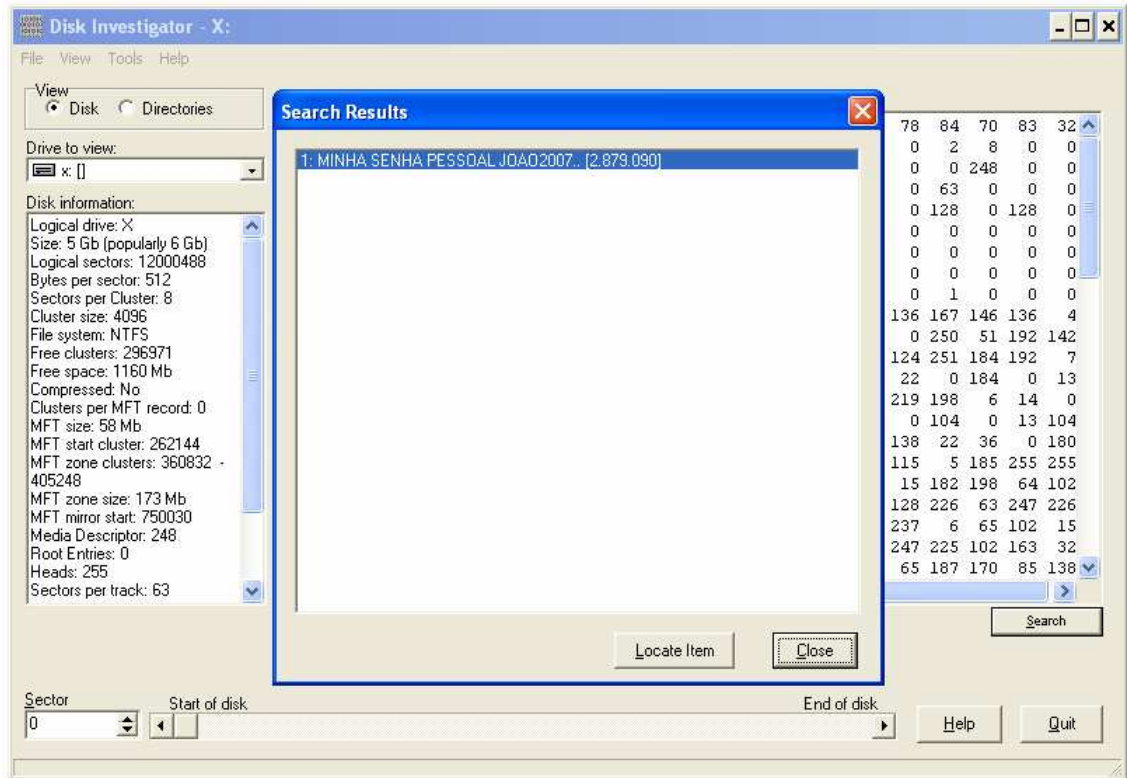 Disk Investigator - X:
File View Tools Help
View
Disk Directories
Drive to view:
x: []
Disk information:
Logical drive: X
Size: 5 Gb (popularly 6 Gb)
Logical sectors: 12000488
Bytes per sector: 512
Sectors per Cluster: 8
Cluster size: 4096
File system: NTFS
Free clusters: 296971
Free space: 1160 Mb
Compressed: No
Clusters per MFT record: 0
MFT size: 58 Mb
MFT start cluster: 262144
MFT zone clusters: 360832 -
405248
MFT zone size: 173 Mb
MFT mirror start: 750030
Media Descriptor: 248
Root Entries: 0
Heads: 255
Sectors per track: 63
Search Results
1: MINHA SENHA PESSOAL JOAO2007.. [2.879.090]
Locate Item Close
78 84 70 83 32
0 2 8 0 0
0 0 248 0 0
0 63 0 0 0
0 128 0 128 0
0 0 0 0 0
0 0 0 0 0
0 0 0 0 0
0 1 0 0 0
136 167 146 136 4
0 250 51 192 142
124 251 184 192 7
22 0 184 0 13
219 198 6 14 0
0 104 0 13 104
138 22 36 0 180
115 5 185 255 255
15 182 198 64 102
128 226 63 247 226
237 6 65 102 15
247 225 102 163 32
65 187 170 85 138
Search
Sector
0
Start of disk End of disk
Help Quit